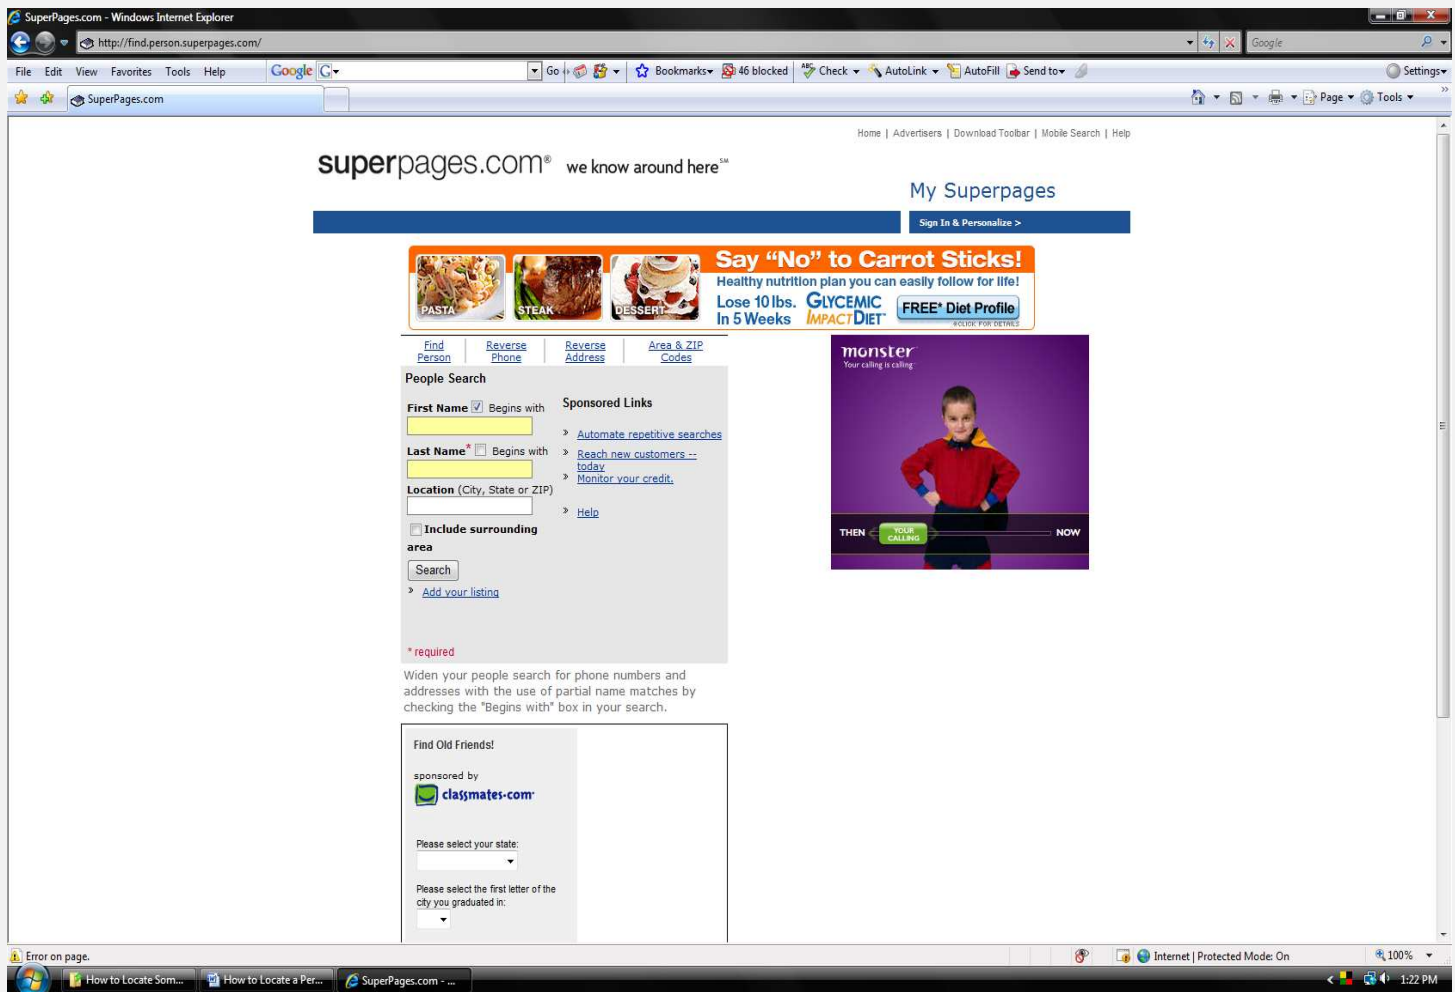 SuperPages.com - Windows Internet Explorer
http://find.person.superpages.com/
Google
File Edit View Favorites Tools Help
Google G Go Bookmarks 46 blocked ABC Check AutoLink AutoFill Send to Settings
SuperPages.com
Page Tools
Home | Advertisers | Download Toolbar | Mobile Search | Help
superpages.com® we know around here℠
My Superpages
Sign In & Personalize >
Say “No” to Carrot Sticks!
Healthy nutrition plan you can easily follow for life!
Lose 10 lbs. In 5 Weeks
GLYCEMIC IMPACT DIET™
FREE* Diet Profile
*CLICK FOR DETAILS
PASTA STEAK DESSERT
Find Person
Reverse Phone
Reverse Address
Area & ZIP Codes
People Search
First Name Begins with
Last Name* Begins with
Location (City, State or ZIP)
Include surrounding
area
Search
» Add your listing
* required
Sponsored Links
» Automate repetitive searches
» Reach new customers --
today
» Monitor your credit.
» Help
monster™
Your calling is calling™
THEN YOUR CALLING NOW
Widen your people search for phone numbers and
addresses with the use of partial name matches by
checking the "Begins with" box in your search.
Find Old Friends!
sponsored by
classmates.com™
Please select your state:
Please select the first letter of the
city you graduated in:
Error on page.
Internet | Protected Mode: On
100%
How to Locate Som...
How to Locate a Per...
SuperPages.com - ...
1:22 PM